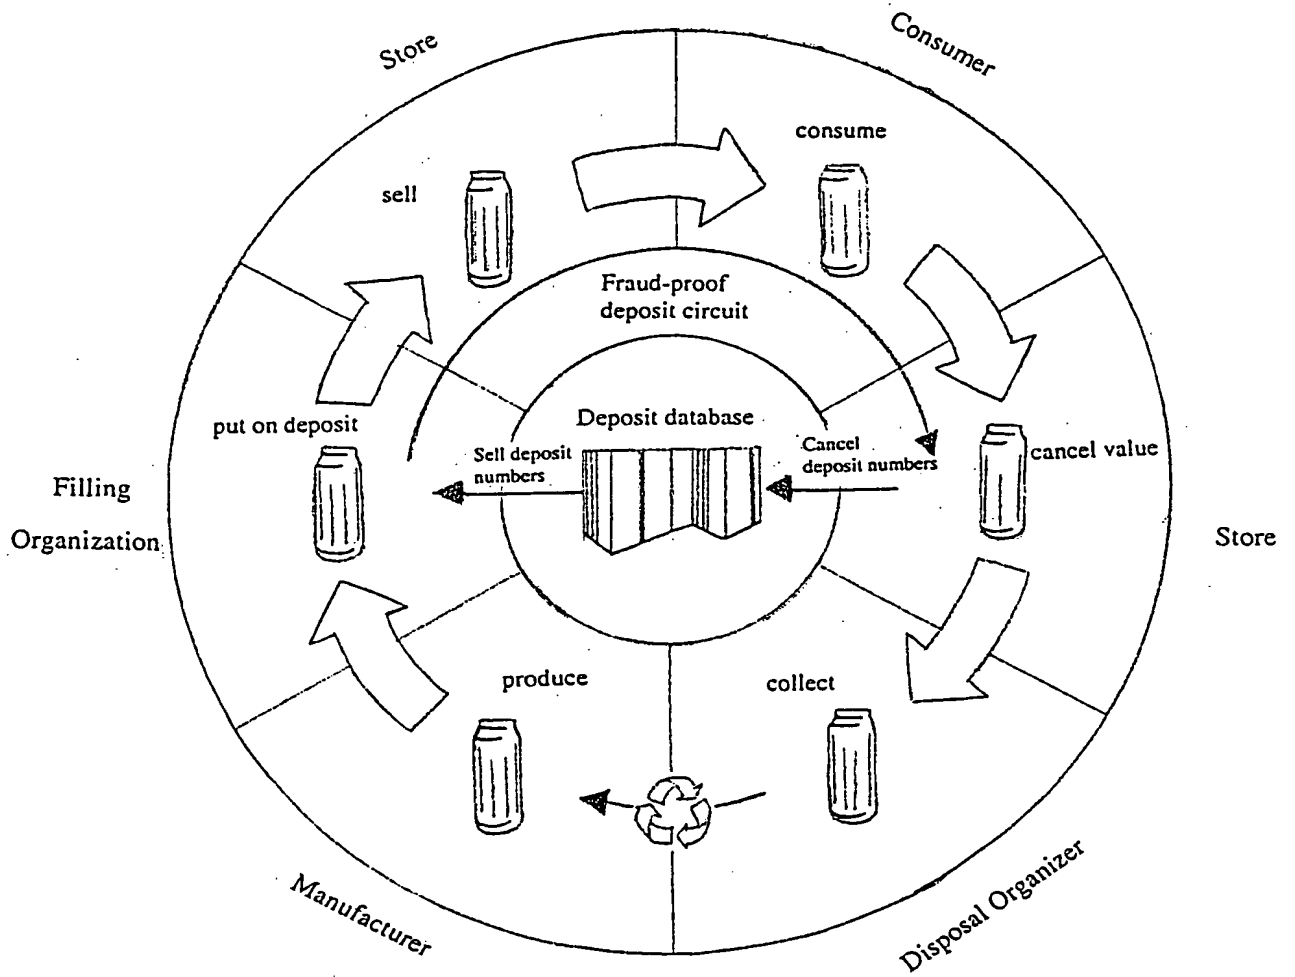 Store
Consumer
consume
sell
Fraud-proof
deposit circuit
put on deposit
Deposit database
Sell deposit
numbers
Cancel
deposit numbers
cancel value
Filling
Organization
Store
produce
collect
Manufacturer
Disposal Organizer